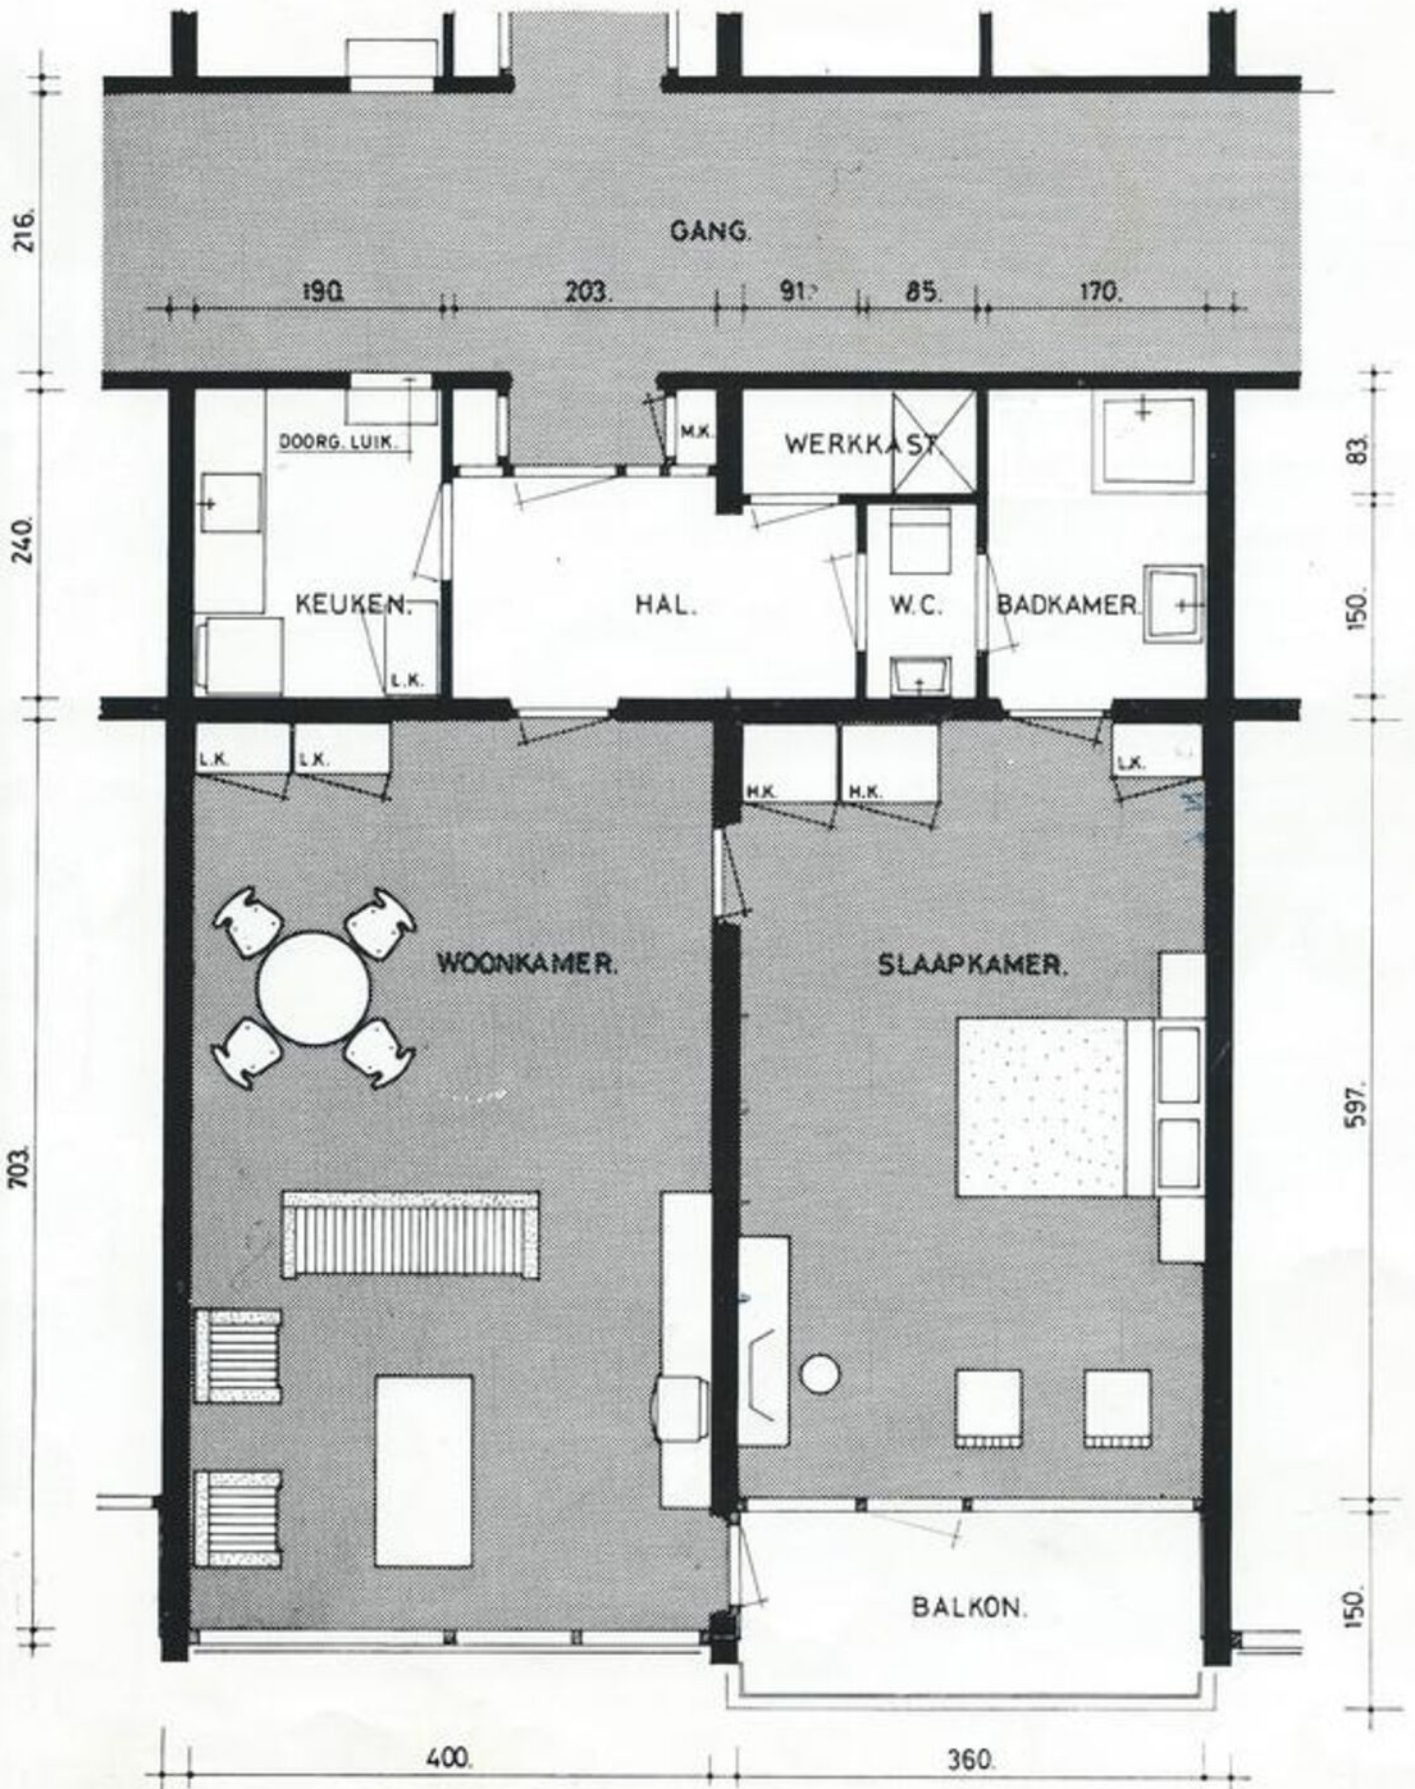 GANG.
216.
190.
203.
91.
85.
170.
DOORG. LUIK.
M.K.
WERKKAST.
83.
240.
KEUKEN.
HAL.
W.C.
BADKAMER.
150.
L.K.
L.K.
L.K.
H.K.
H.K.
L.K.
WOONKAMER.
SLAAPKAMER.
597.
703.
BALKON.
150.
400.
360.